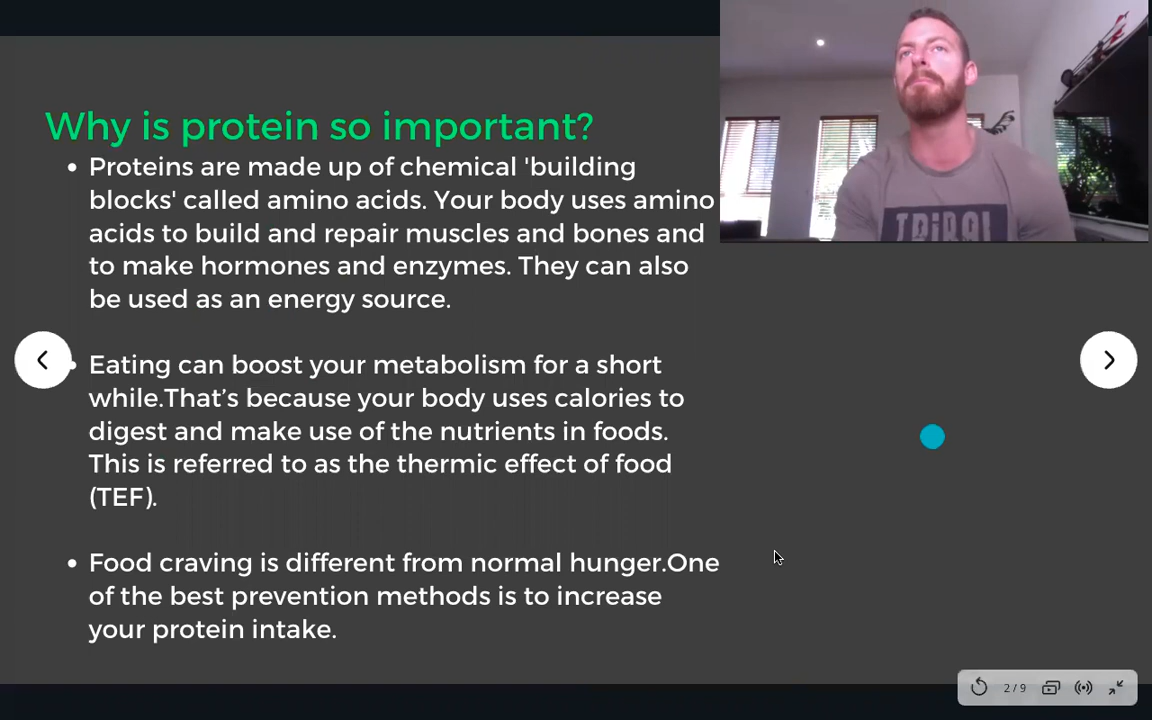 Why is protein so important?
• Proteins are made up of chemical 'building
blocks' called amino acids. Your body uses amino
acids to build and repair muscles and bones and
to make hormones and enzymes. They can also
be used as an energy source.
Eating can boost your metabolism for a short
while.That’s because your body uses calories to
digest and make use of the nutrients in foods.
This is referred to as the thermic effect of food
(TEF).
• Food craving is different from normal hunger.One
of the best prevention methods is to increase
your protein intake.
TRIBAL
2/9